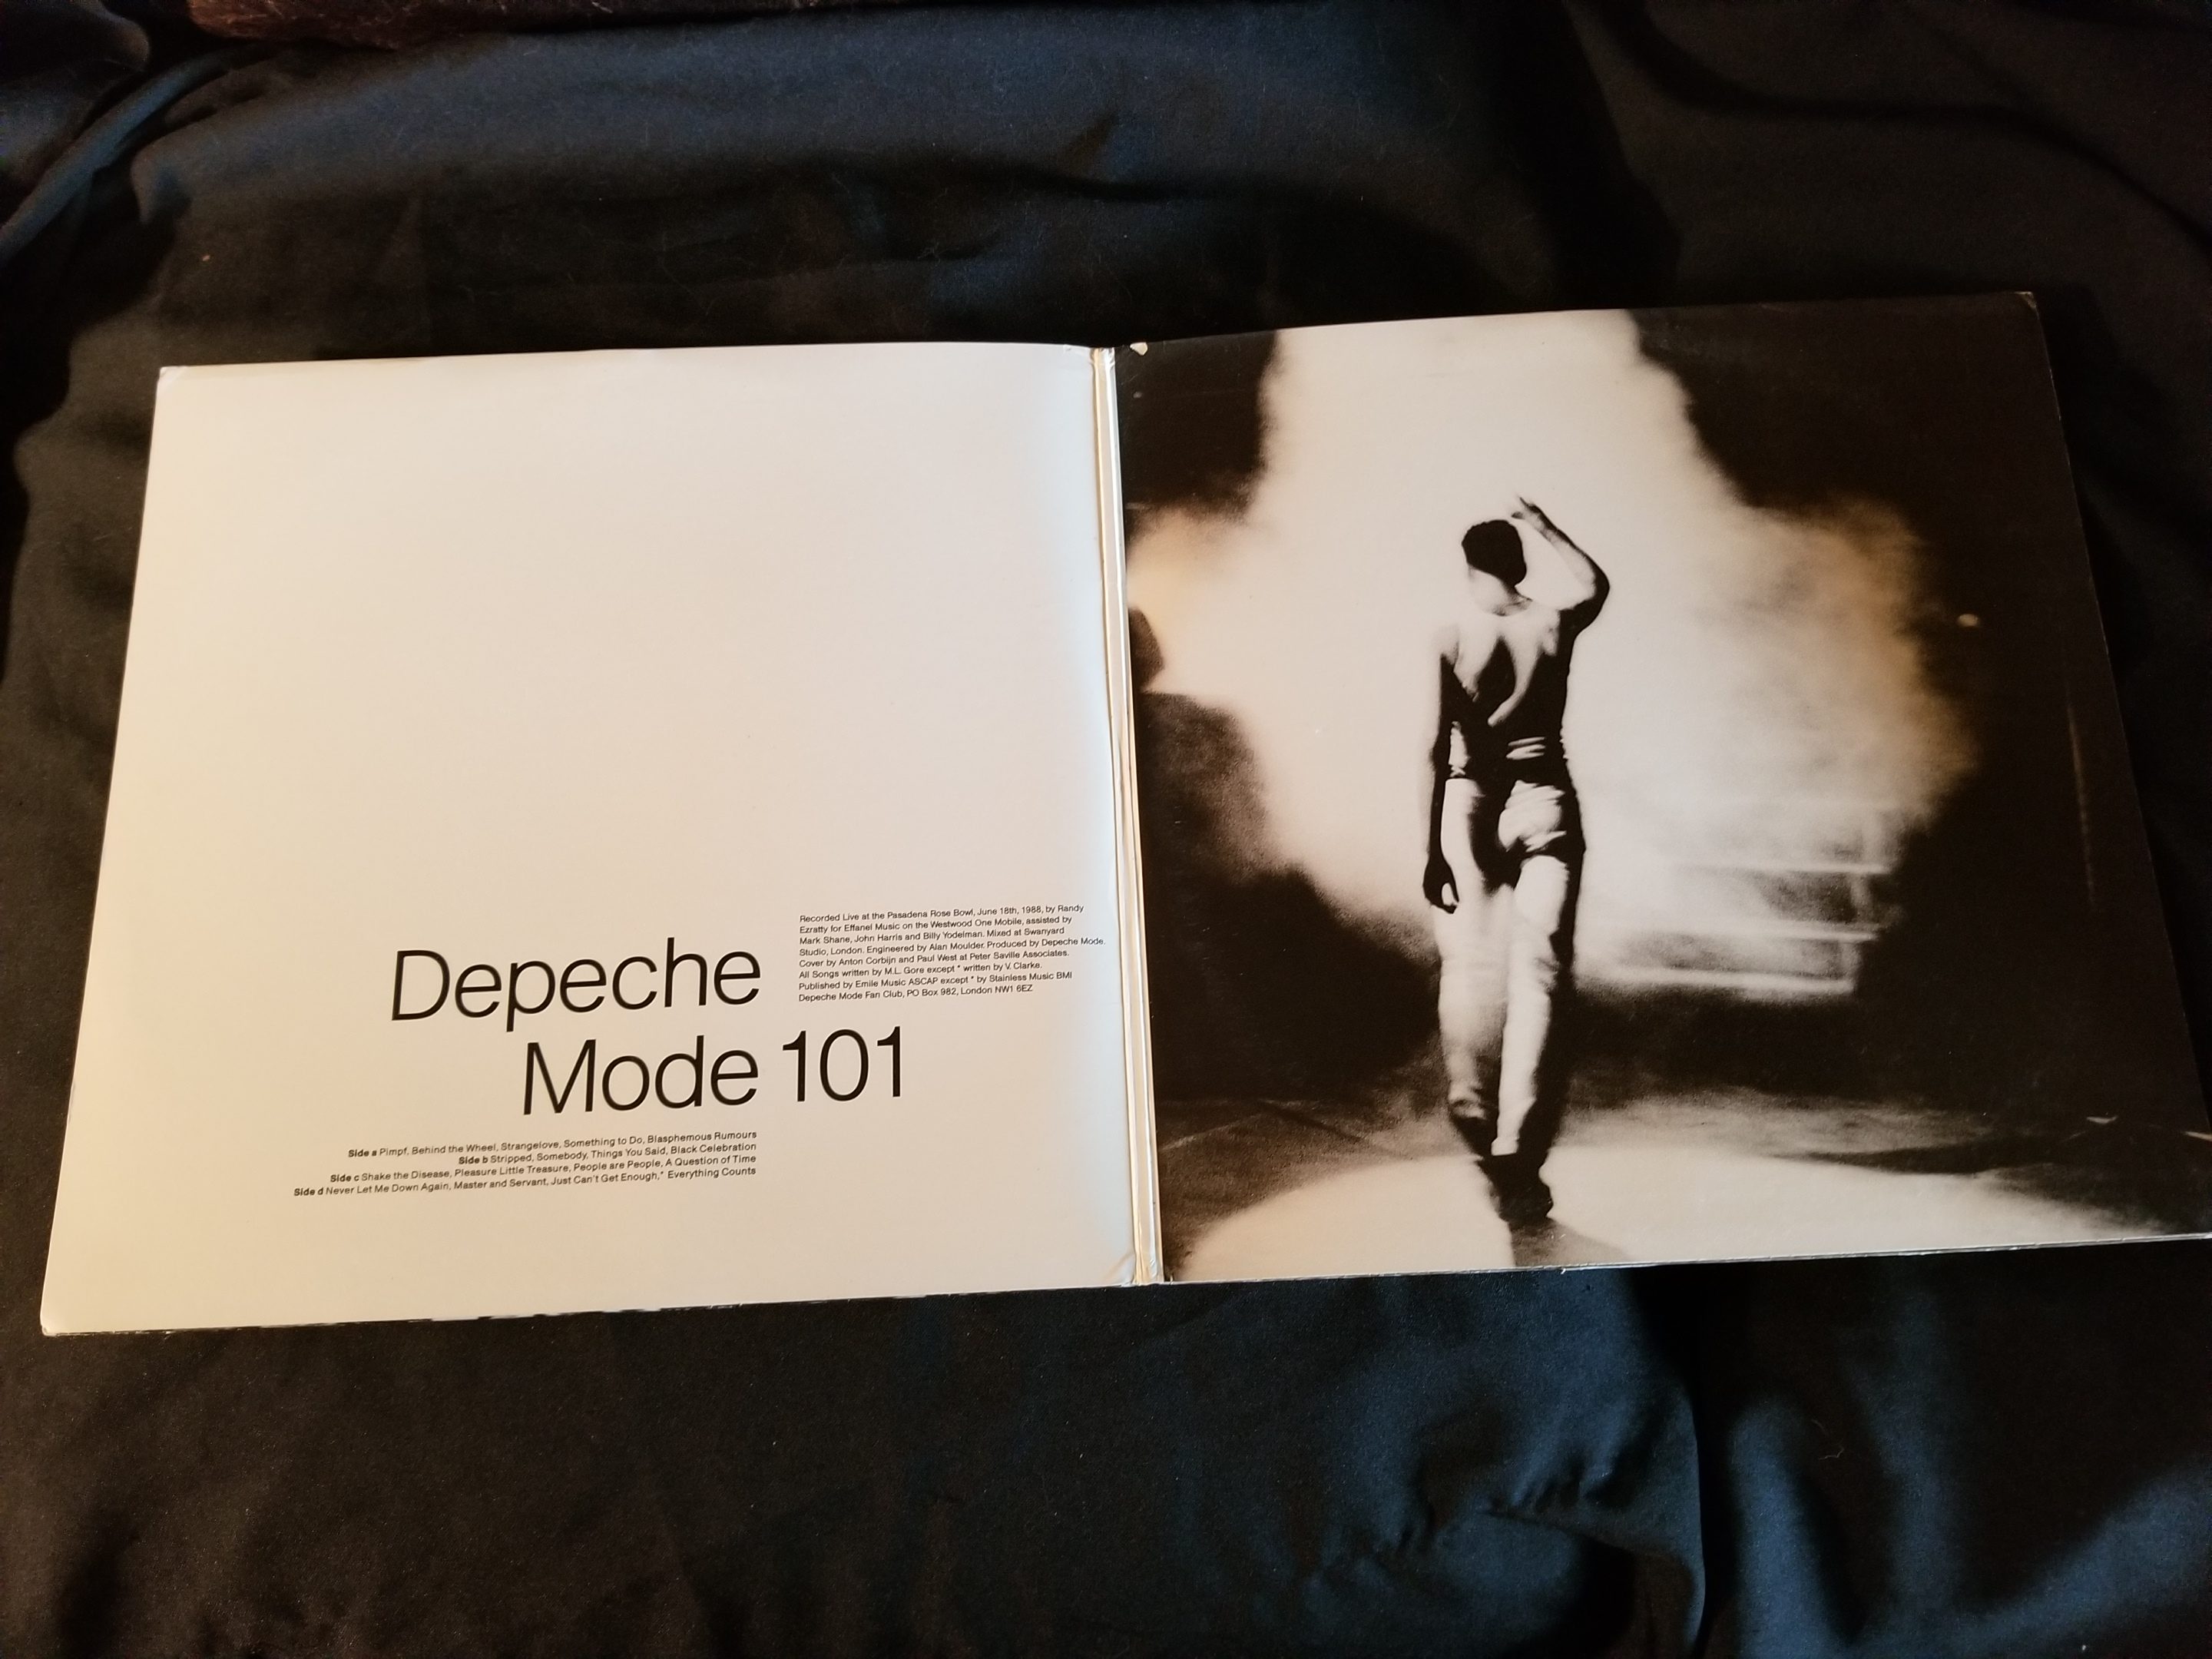 Recorded Live at the Pasadena Rose Bowl, June 18th, 1988, by Randy
Ezratty for Effanel Music on the Westwood One Mobile, assisted by
Mark Shane, John Harris and Billy Yodelman. Mixed at Swanyard
Studio, London. Engineered by Alan Moulder. Produced by Depeche Mode.
Cover by Anton Corbijn and Paul West at Peter Saville Associates.
All Songs written by M.L. Gore except * written by V. Clarke.
Published by Emile Music ASCAP except * by Stainless Music BMI
Depeche Mode Fan Club, PO Box 982, London NW1 6EZ
Depeche
Mode 101
Side a Pimpf, Behind the Wheel, Strangelove, Something to Do, Blasphemous Rumours
Side b Stripped, Somebody, Things You Said, Black Celebration
Side c Shake the Disease, Pleasure Little Treasure, People are People, A Question of Time
Side d Never Let Me Down Again, Master and Servant, Just Can't Get Enough,* Everything Counts